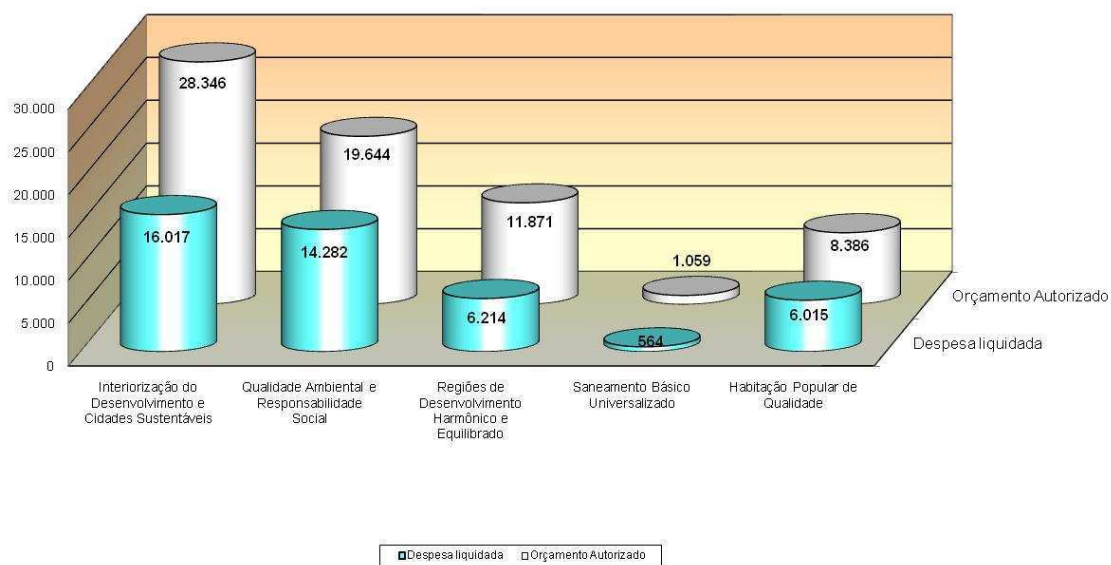 30.000
25.000
20.000
15.000
10.000
5.000
0
28.346
19.644
11.871
1.059
8.386
16.017
14.282
6.214
564
6.015
Orçamento Autorizado
Despesa liquidada
Interiorização do
Desenvolvimento e
Cidades Sustentáveis
Qualidade Ambiental e
Responsabilidade
Social
Regiões de
Desenvolvimento
Harmônico e
Equilibrado
Saneamento Básico
Universalizado
Habitação Popular de
Qualidade
Despesa liquidada Orçamento Autorizado